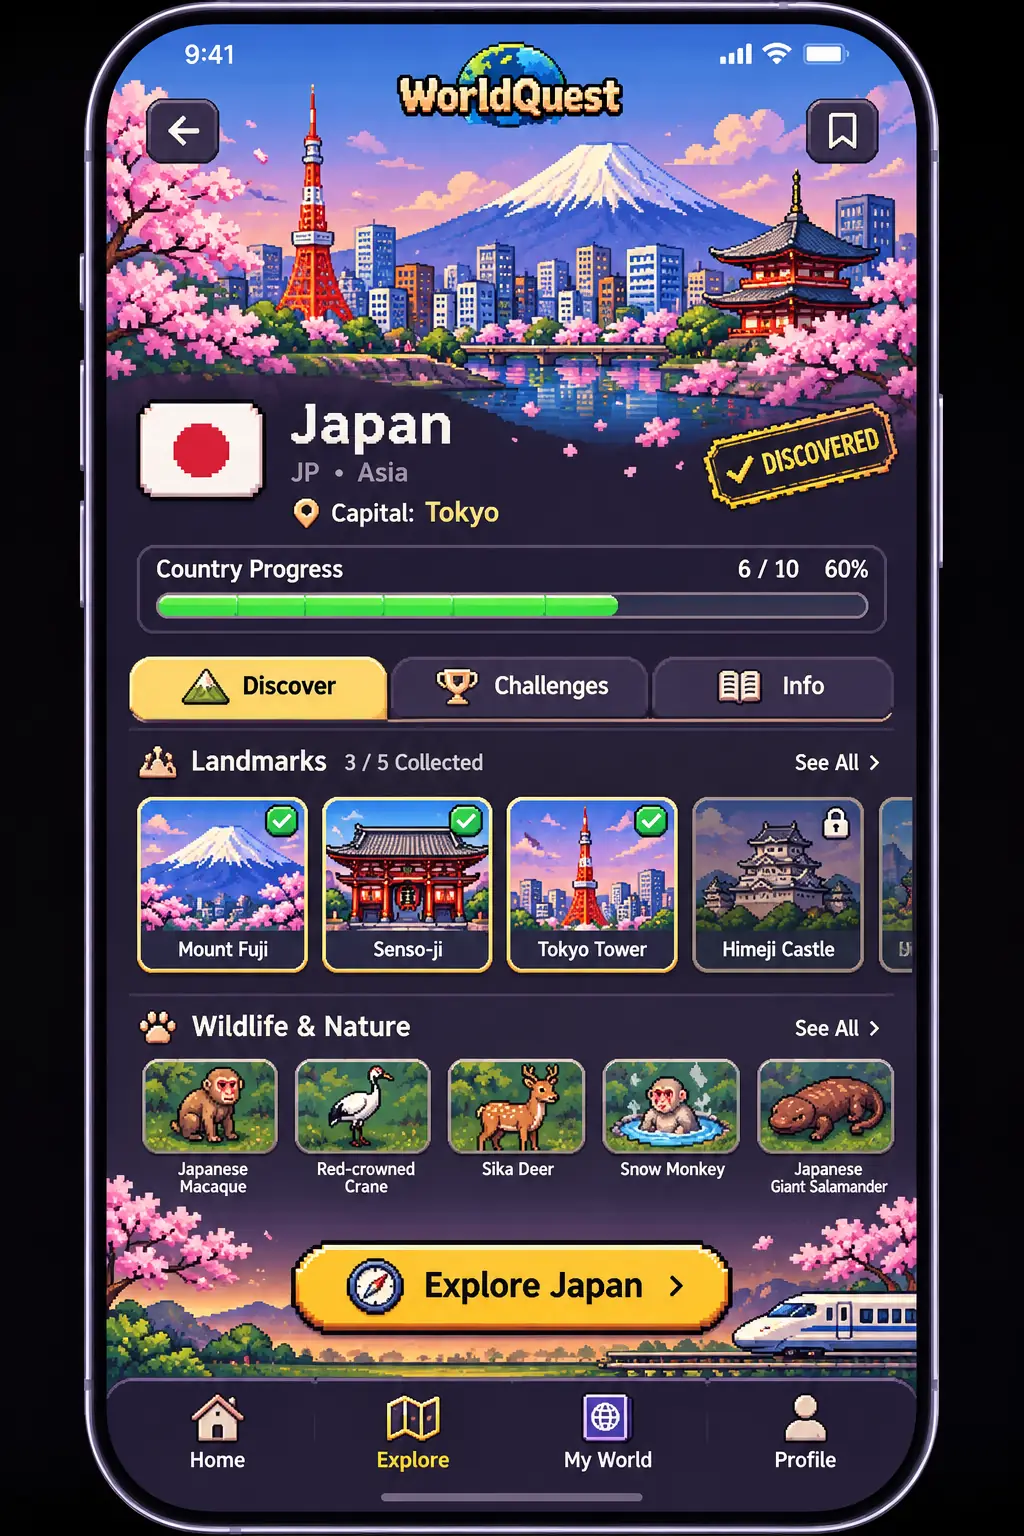 9:41
WorldQuest
Japan
JP • Asia
Capital: Tokyo
DISCOVERED
Country Progress 6 / 10 60%
Discover Challenges Info
Landmarks 3 / 5 Collected See All >
Mount Fuji Senso-ji Tokyo Tower Himeji Castle
Wildlife & Nature See All >
Japanese Macaque
Red-crowned Crane
Sika Deer
Snow Monkey
Japanese Giant Salamander
Explore Japan >
Home Explore My World Profile